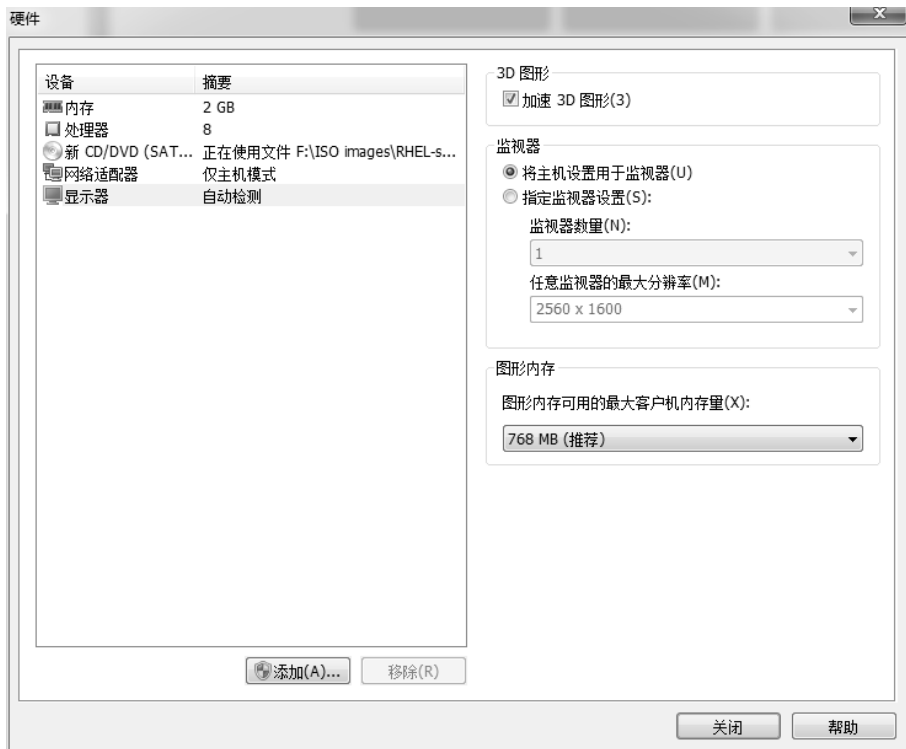 硬件
设备 摘要
内存 2 GB
处理器 8
新 CD/DVD (SAT... 正在使用文件 F:\ISO images\RHEL-s...
网络适配器 仅主机模式
显示器 自动检测
添加(A)...
移除(R)
3D 图形
加速 3D 图形(3)
监视器
将主机设置用于监视器(U)
指定监视器设置(S):
监视器数量(N):
1
任意监视器的最大分辨率(M):
2560 x 1600
图形内存
图形内存可用的最大客户机内存量(X):
768 MB (推荐)
关闭
帮助